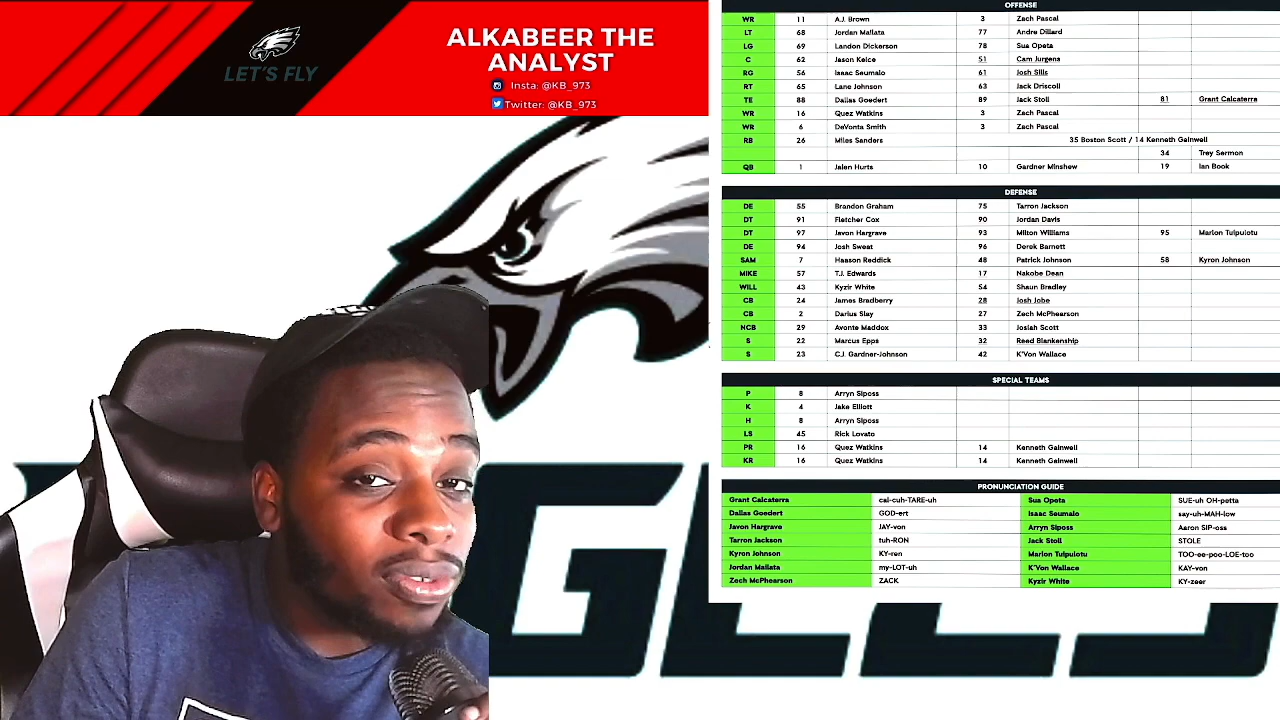 LET'S FLY
ALKABEER THE
ANALYST
Insta: @KB_973
Twitter: @KB_973
OFFENSE
WR 11 A.J. Brown 3 Zach Pascal
LT 68 Jordan Mailata 77 Andre Dillard
LG 69 Landon Dickerson 78 Sua Opeta
C 62 Jason Kelce 51 Cam Jurgens
RG 56 Isaac Seumalo 61 Josh Sills
RT 65 Lane Johnson 63 Jack Driscoll
TE 88 Dallas Goedert 89 Jack Stoll 81 Grant Calcaterra
WR 16 Quez Watkins 3 Zach Pascal
WR 6 DeVonta Smith 3 Zach Pascal
RB 26 Miles Sanders 35 Boston Scott / 14 Kenneth Gainwell
34 Trey Sermon
QB 1 Jalen Hurts 10 Gardner Minshew 19 Ian Book
DEFENSE
DE 55 Brandon Graham 75 Tarron Jackson
DT 91 Fletcher Cox 90 Jordan Davis
DT 97 Javon Hargrave 93 Milton Williams 95 Marlon Tuipulotu
DE 94 Josh Sweat 96 Derek Barnett
SAM 7 Haason Reddick 48 Patrick Johnson 58 Kyron Johnson
MIKE 57 T.J. Edwards 17 Nakobe Dean
WILL 43 Kyzir White 54 Shaun Bradley
CB 24 James Bradberry 28 Josh Jobe
CB 2 Darius Slay 27 Zech McPhearson
NCB 29 Avonte Maddox 33 Josiah Scott
S 22 Marcus Epps 32 Reed Blankenship
S 23 C.J. Gardner-Johnson 42 K'Von Wallace
SPECIAL TEAMS
P 8 Arryn Siposs
K 4 Jake Elliott
H 8 Arryn Siposs
LS 45 Rick Lovato
PR 16 Quez Watkins 14 Kenneth Gainwell
KR 16 Quez Watkins 14 Kenneth Gainwell
PRONUNCIATION GUIDE
Grant Calcaterra cal-cuh-TARE-uh Sua Opeta SUE-uh OH-petta
Dallas Goedert GOD-ert Isaac Seumalo say-uh-MAH-low
Javon Hargrave JAY-von Arryn Siposs Aaron SIP-oss
Tarron Jackson tuh-RON Jack Stoll STOLE
Kyron Johnson KY-ren Marlon Tuipulotu TOO-ee-poo-LOE-too
Jordan Mailata my-LOT-uh K'Von Wallace KAY-von
Zech McPhearson ZACK Kyzir White KY-zeer